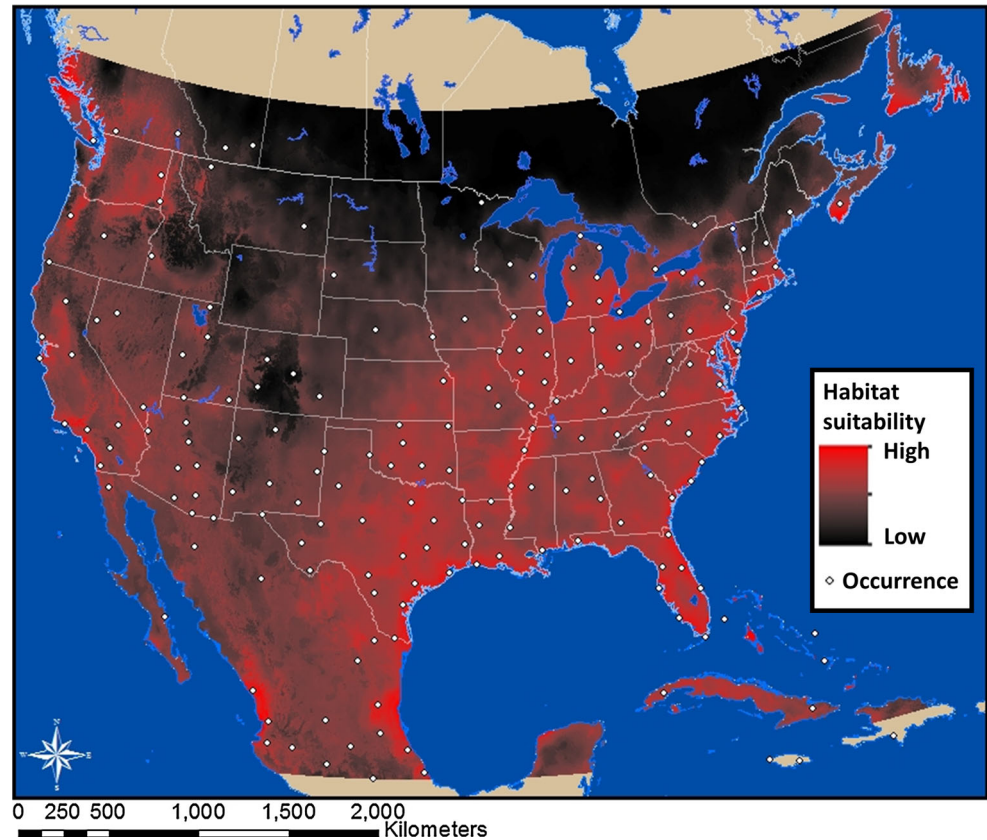 Habitat
suitability
High
Low
Occurrence
N
W E
S
0 250 500 1,000 1,500 2,000
Kilometers